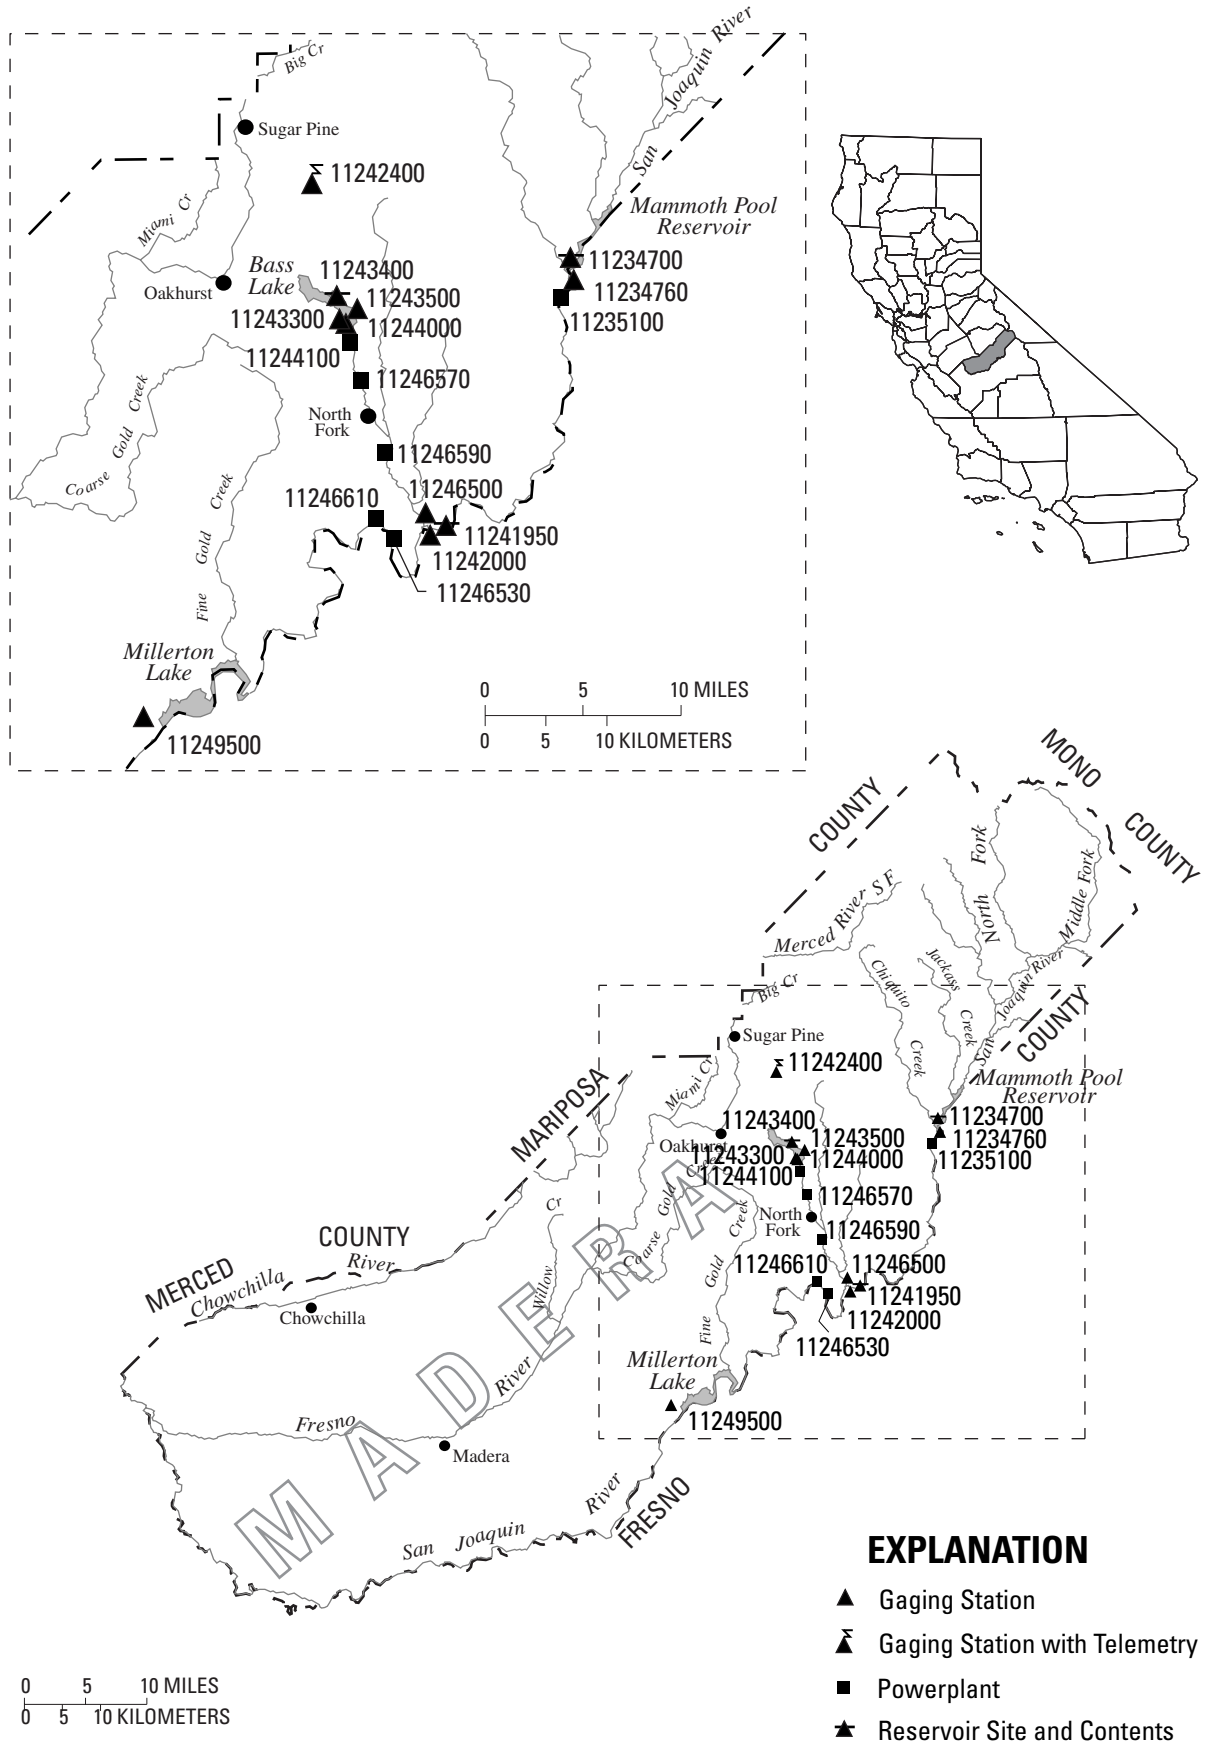 Big Cr
San Joaquin River
Sugar Pine
11242400
Miami Cr
Mammoth Pool
Reservoir
Oakhurst
Bass
Lake
11243400
11234700
11234760
11235100
11243500
11243300
11244000
11244100
11246570
North
Fork
Coarse Gold Creek
11246590
11246500
11246610
Fine Gold Creek
11241950
11242000
11246530
Millerton
Lake
11249500
0 5 10 MILES
0 5 10 KILOMETERS
MONO
COUNTY
COUNTY
North Fork
Middle Fork
Merced River S F
Chiquito Creek
Jackass Creek
San Joaquin River
COUNTY
Big Cr
Sugar Pine
11242400
Miami Cr
Mammoth Pool
Reservoir
MARIPOSA
11243400
11234700
Oakhurst
11243500
11234760
11243300
11244000
11235100
11244100
11246570
North
Fork
11246590
Coarse Gold Creek
Fine Gold Creek
Willow Cr
COUNTY
MERCED
Chowchilla River
Chowchilla
11246610
11246500
11241950
11242000
11246530
Millerton
Lake
11249500
MADERA
Fresno River
Madera
San Joaquin River
FRESNO
EXPLANATION
Gaging Station
Gaging Station with Telemetry
Powerplant
Reservoir Site and Contents
0 5 10 MILES
0 5 10 KILOMETERS